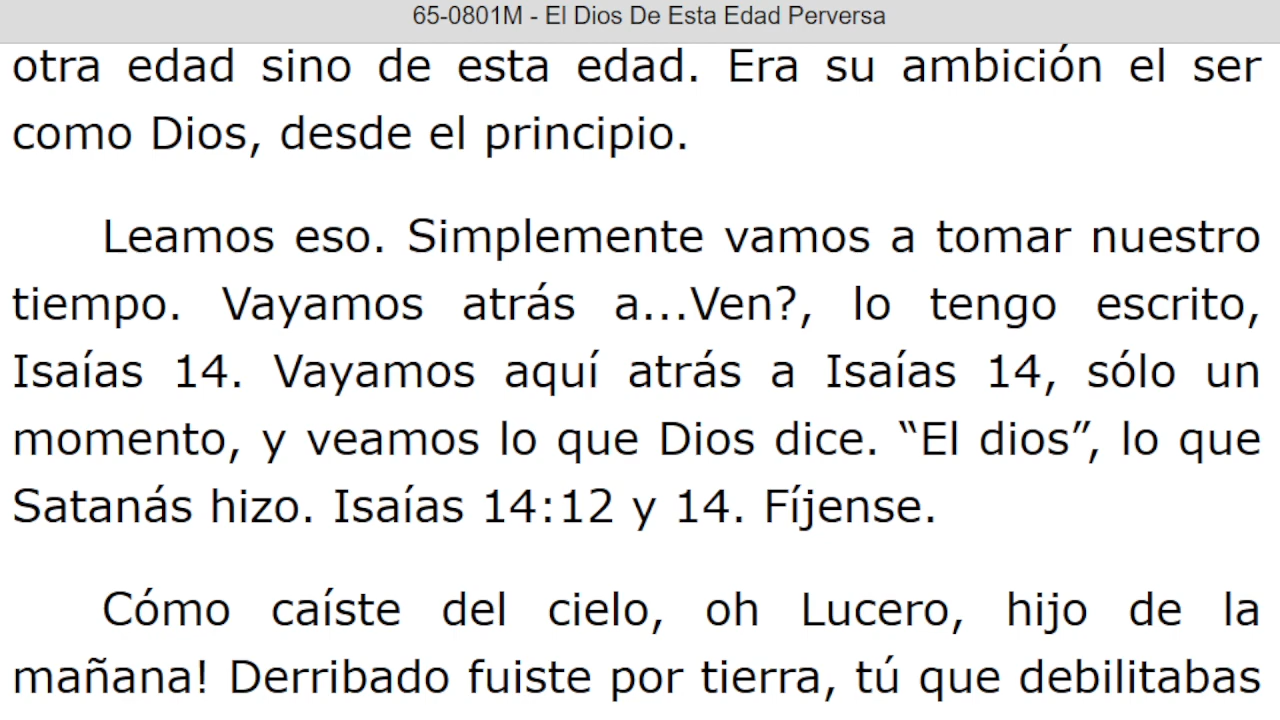 65-0801M - El Dios De Esta Edad Perversa
otra edad sino de esta edad. Era su ambición el ser
como Dios, desde el principio.
Leamos eso. Simplemente vamos a tomar nuestro
tiempo. Vayamos atrás a...Ven?, lo tengo escrito,
Isaías 14. Vayamos aquí atrás a Isaías 14, sólo un
momento, y veamos lo que Dios dice. “El dios”, lo que
Satanás hizo. Isaías 14:12 y 14. Fíjense.
Cómo caíste del cielo, oh Lucero, hijo de la
mañana! Derribado fuiste por tierra, tú que debilitabas